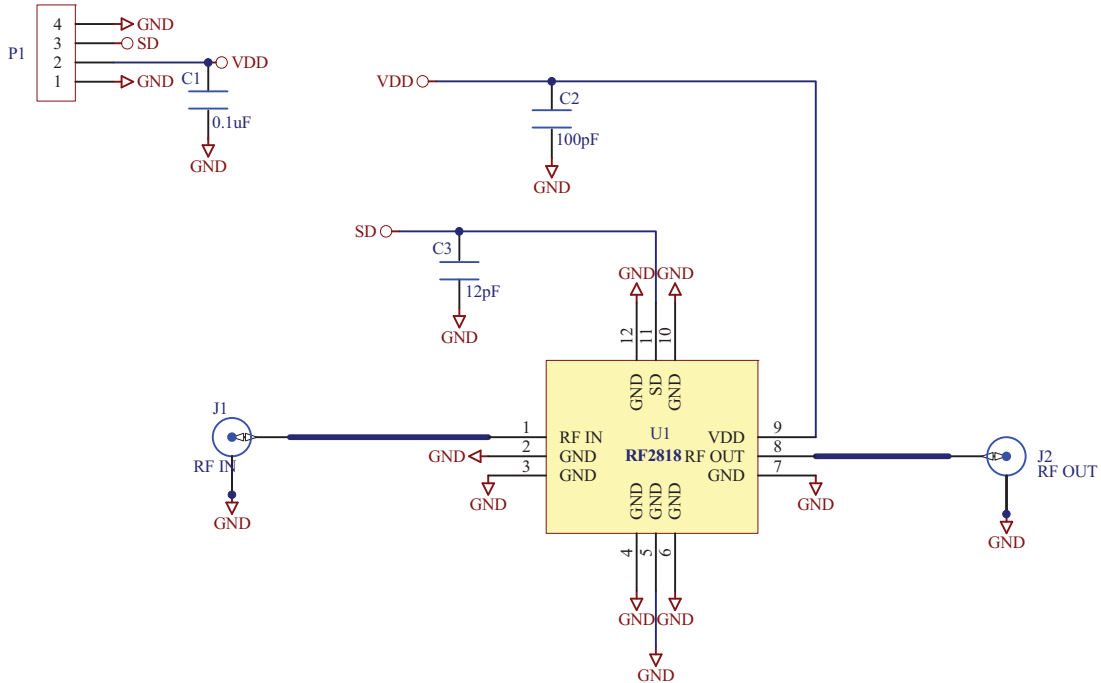 4 GND
P1 3 SD
2 VDD
1 GND
C1
0.1uF
GND
VDD
C2
100pF
GND
SD
C3
12pF
GND
GND GND
12 11 10
GND SD GND
J1
RF IN
GND
1 RF IN
GND 2 GND
3 GND
GND
U1
RF2818
VDD 9
RF OUT 8
GND 7
GND
J2
RF OUT
GND
GND GND GND
4 5 6
GND GND
GND